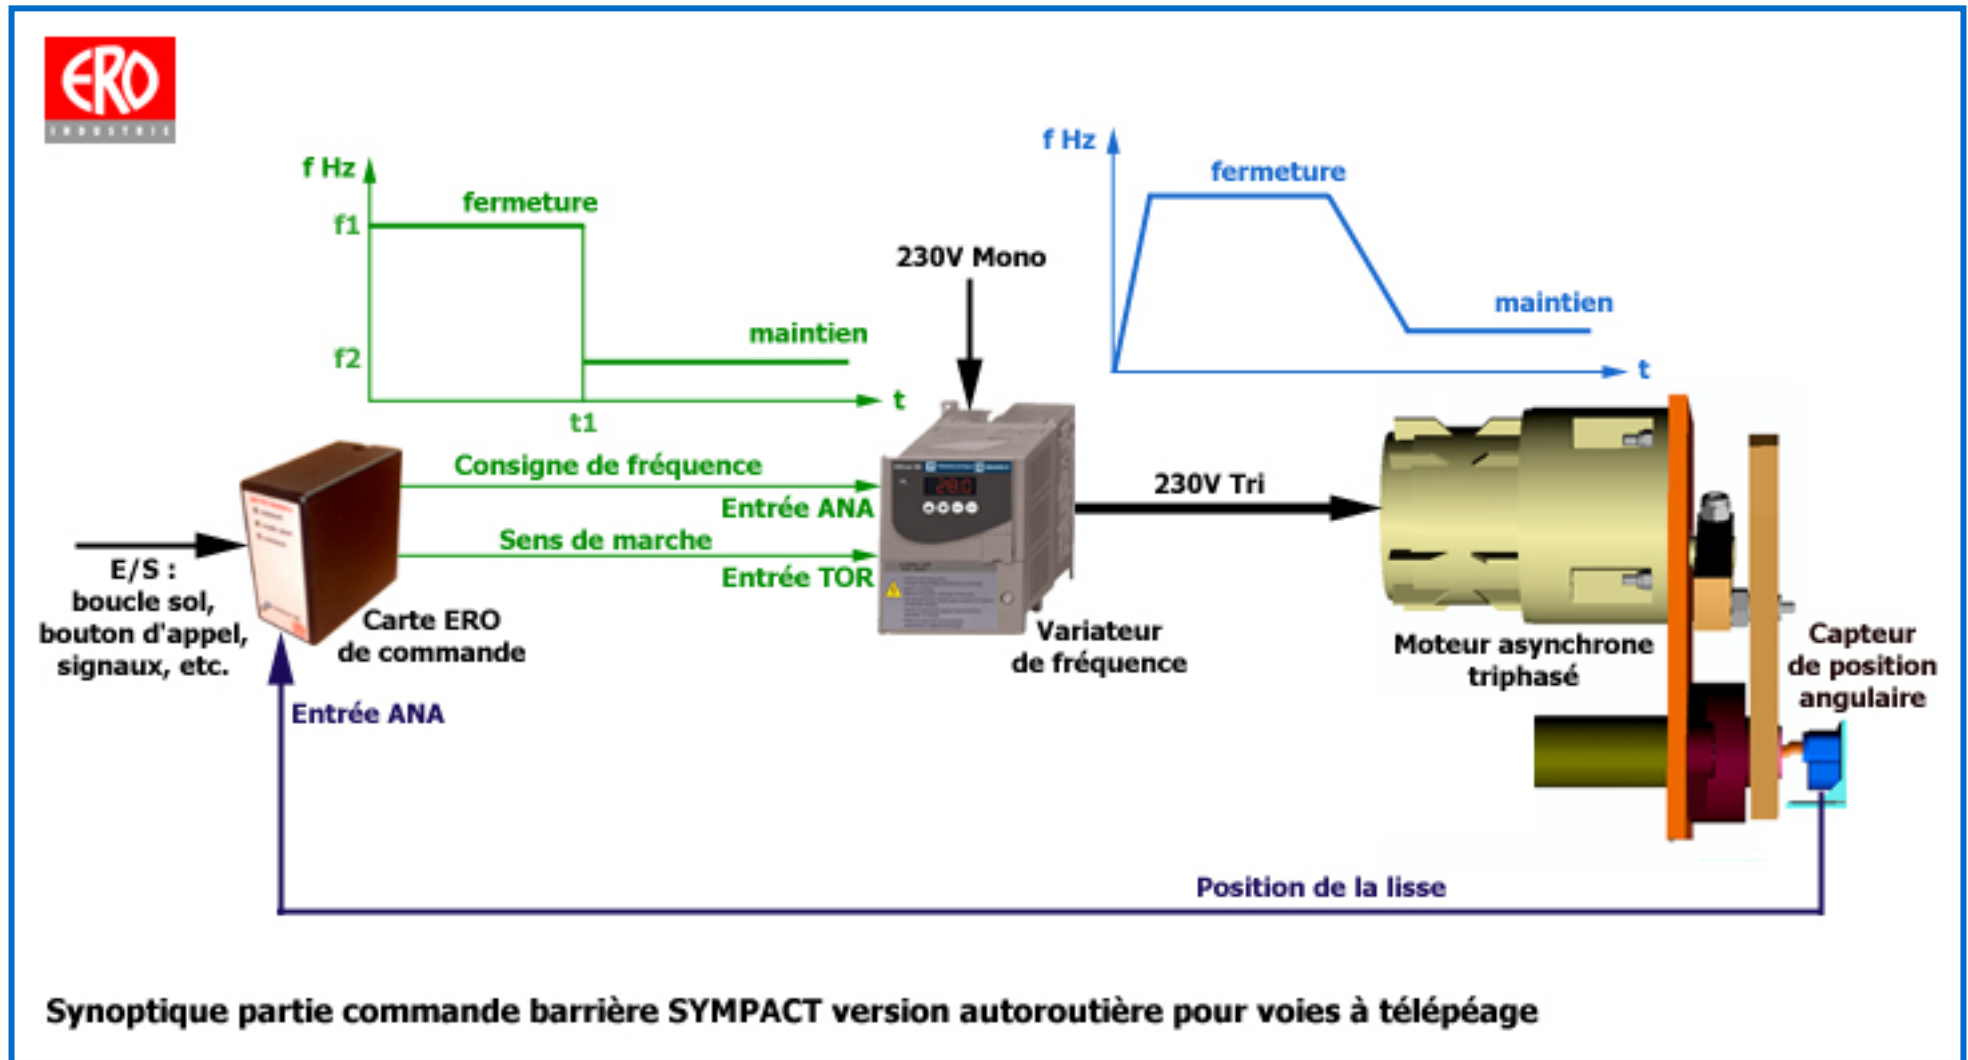 ERO
INDUSTRIE
f Hz
fermeture
f1
maintien
f2
t
t1
230V Mono
f Hz
fermeture
maintien
t
Consigne de fréquence
Entrée ANA
Sens de marche
Entrée TOR
28.0
230V Tri
E/S :
boucle sol,
bouton d'appel,
signaux, etc.
Carte ERO
de commande
Variateur
de fréquence
Moteur asynchrone
triphasé
Capteur
de position
angulaire
Entrée ANA
Position de la lisse
Synoptique partie commande barrière SYMPACT version autoroutière pour voies à télépéage